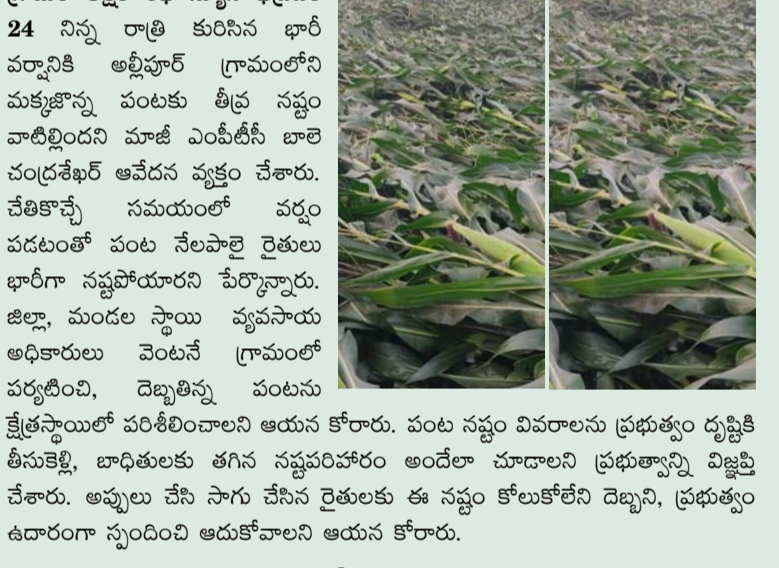 24 నిన్న రాత్రి కురిసిన భారీ
వర్షానికి అల్లీపూర్ గ్రామంలోని
మక్కజొన్న పంటకు తీవ్ర నష్టం
వాటిల్లిందని మాజీ ఎంపీటీసీ బాలె
చంద్రశేఖర్ ఆవేదన వ్యక్తం చేశారు.
చేతికొచ్చే సమయంలో వర్షం
పడటంతో పంట నేలపాలై రైతులు
భారీగా నష్టపోయారని పేర్కొన్నారు.
జిల్లా, మండల స్థాయి వ్యవసాయ
అధికారులు వెంటనే గ్రామంలో
పర్యటించి, దెబ్బతిన్న పంటను
క్షేత్రస్థాయిలో పరిశీలించాలని ఆయన కోరారు. పంట నష్టం వివరాలను ప్రభుత్వం దృష్టికి
తీసుకెళ్లి, బాధితులకు తగిన నష్టపరిహారం అందేలా చూడాలని ప్రభుత్వాన్ని విజ్ఞప్తి
చేశారు. అప్పులు చేసి సాగు చేసిన రైతులకు ఈ నష్టం కోలుకోలేని దెబ్బని, ప్రభుత్వం
ఉదారంగా స్పందించి ఆదుకోవాలని ఆయన కోరారు.